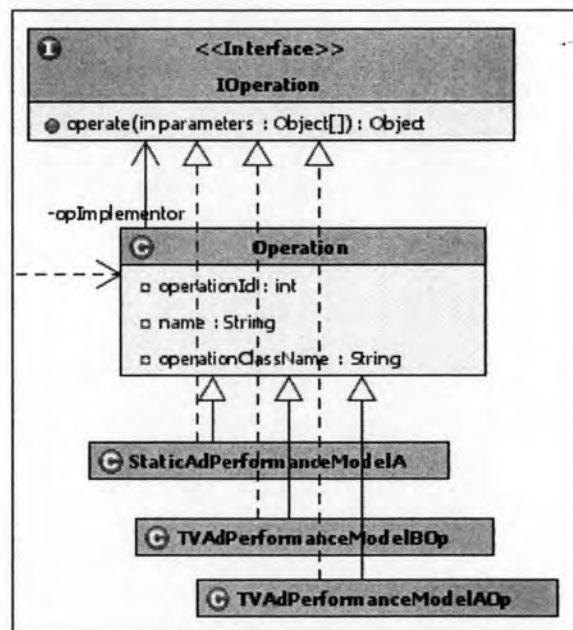 I
<<Interface>>
IOperation
operate(in parameters : Object[]) : Object
-opImplementor
C Operation
operationId : int
name : String
operationClassName : String
C StaticAdPerformanceModelA
C TVAdPerformanceModelBOp
C TVAdPerformanceModelAOp